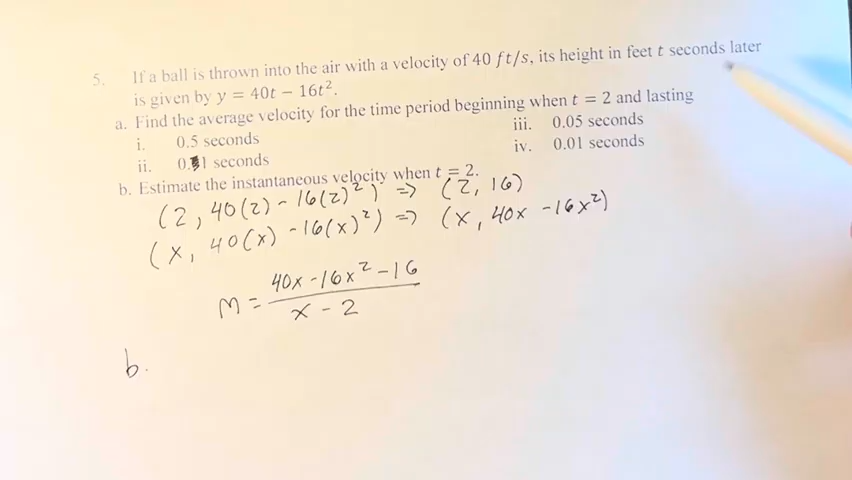 5. If a ball is thrown into the air with a velocity of 40 ft/s, its height in feet t seconds later
is given by y = 40t − 16t².
a. Find the average velocity for the time period beginning when t = 2 and lasting
i. 0.5 seconds
iii. 0.05 seconds
ii. 0.1 seconds
iv. 0.01 seconds
b. Estimate the instantaneous velocity when t = 2.
(2, 40(2) - 16(2)²) => (2, 16)
(x, 40(x) - 16(x)²) => (x, 40x - 16x²)
m = \frac{40x - 16x² - 16}{x - 2}
b.